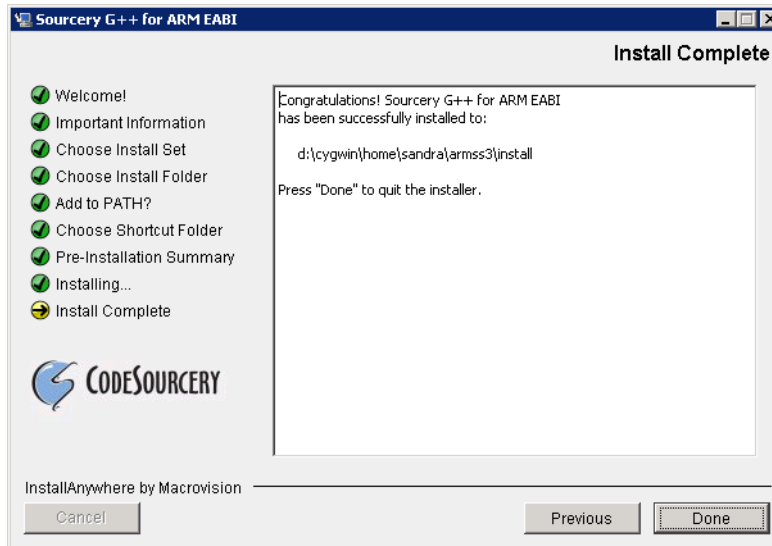 Sourcery G++ for ARM EABI
Install Complete
Welcome!
Important Information
Choose Install Set
Choose Install Folder
Add to PATH?
Choose Shortcut Folder
Pre-Installation Summary
Installing...
Install Complete
CODESOURCERY
Congratulations! Sourcery G++ for ARM EABI
has been successfully installed to:
d:\cygwin\home\sandra\armss3\install
Press "Done" to quit the installer.
InstallAnywhere by Macrovision
Cancel
Previous
Done